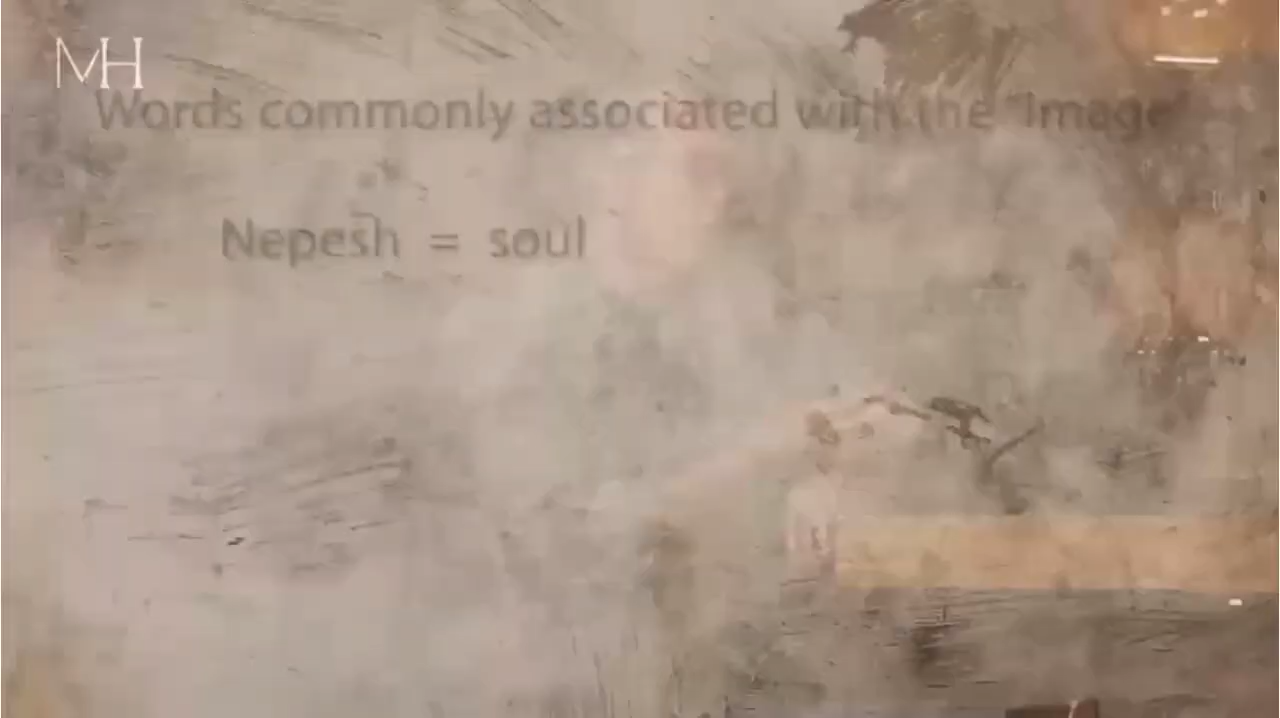 MH
Words commonly associated with the "Image"
Nepesh = soul